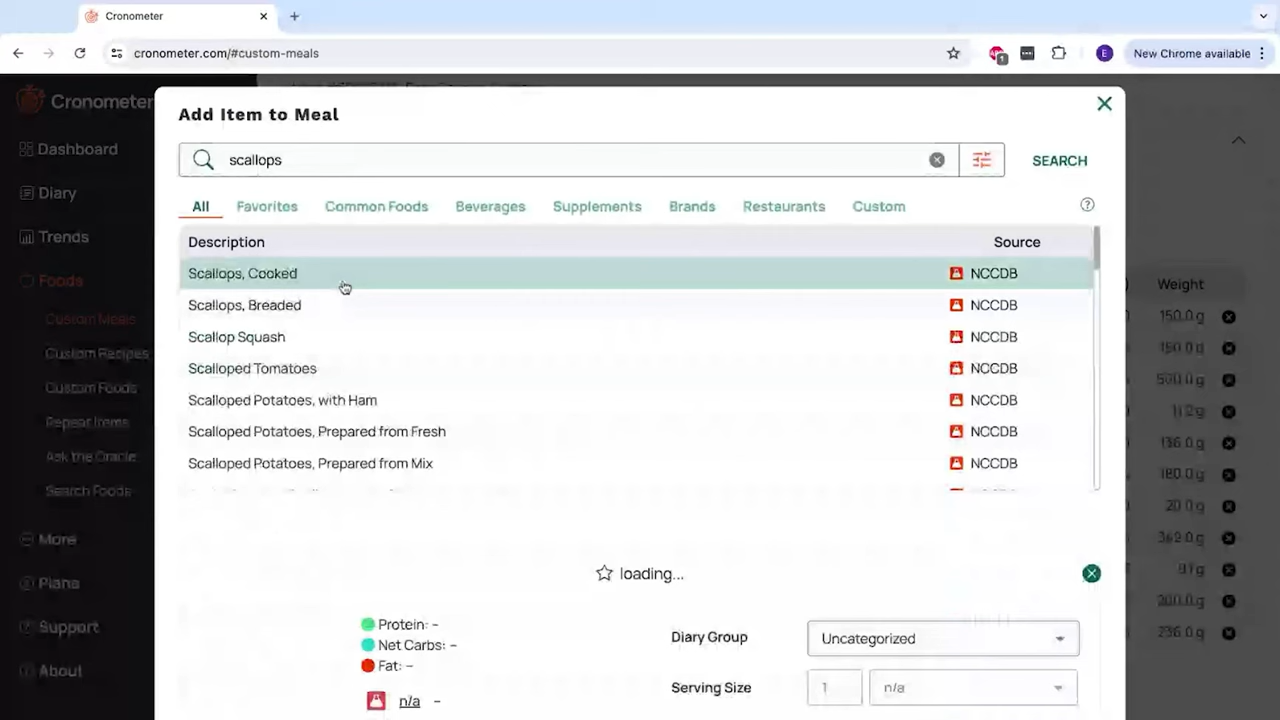 Cronometer
New Chrome available
cronometer.com/#custom-meals
E
1
Cronometer
Dashboard
Diary
Trends
Foods
Custom Meals
Custom Recipes
Custom Foods
Repeat Items
Ask the Oracle
Search Foods
More
Plans
Support
About
Add Item to Meal
scallops
SEARCH
All Favorites Common Foods Beverages Supplements Brands Restaurants Custom
Description Source
Scallops, Cooked NCCDB
Scallops, Breaded NCCDB
Scallop Squash NCCDB
Scalloped Tomatoes NCCDB
Scalloped Potatoes, with Ham NCCDB
Scalloped Potatoes, Prepared from Fresh NCCDB
Scalloped Potatoes, Prepared from Mix NCCDB
loading...
Protein: –
Net Carbs: –
Fat: –
n/a –
Diary Group Uncategorized
Serving Size 1 n/a
Weight
150.0 g
150.0 g
500.0 g
11.2 g
136.0 g
180.0 g
20.0 g
362.0 g
9.1 g
200.0 g
236.0 g